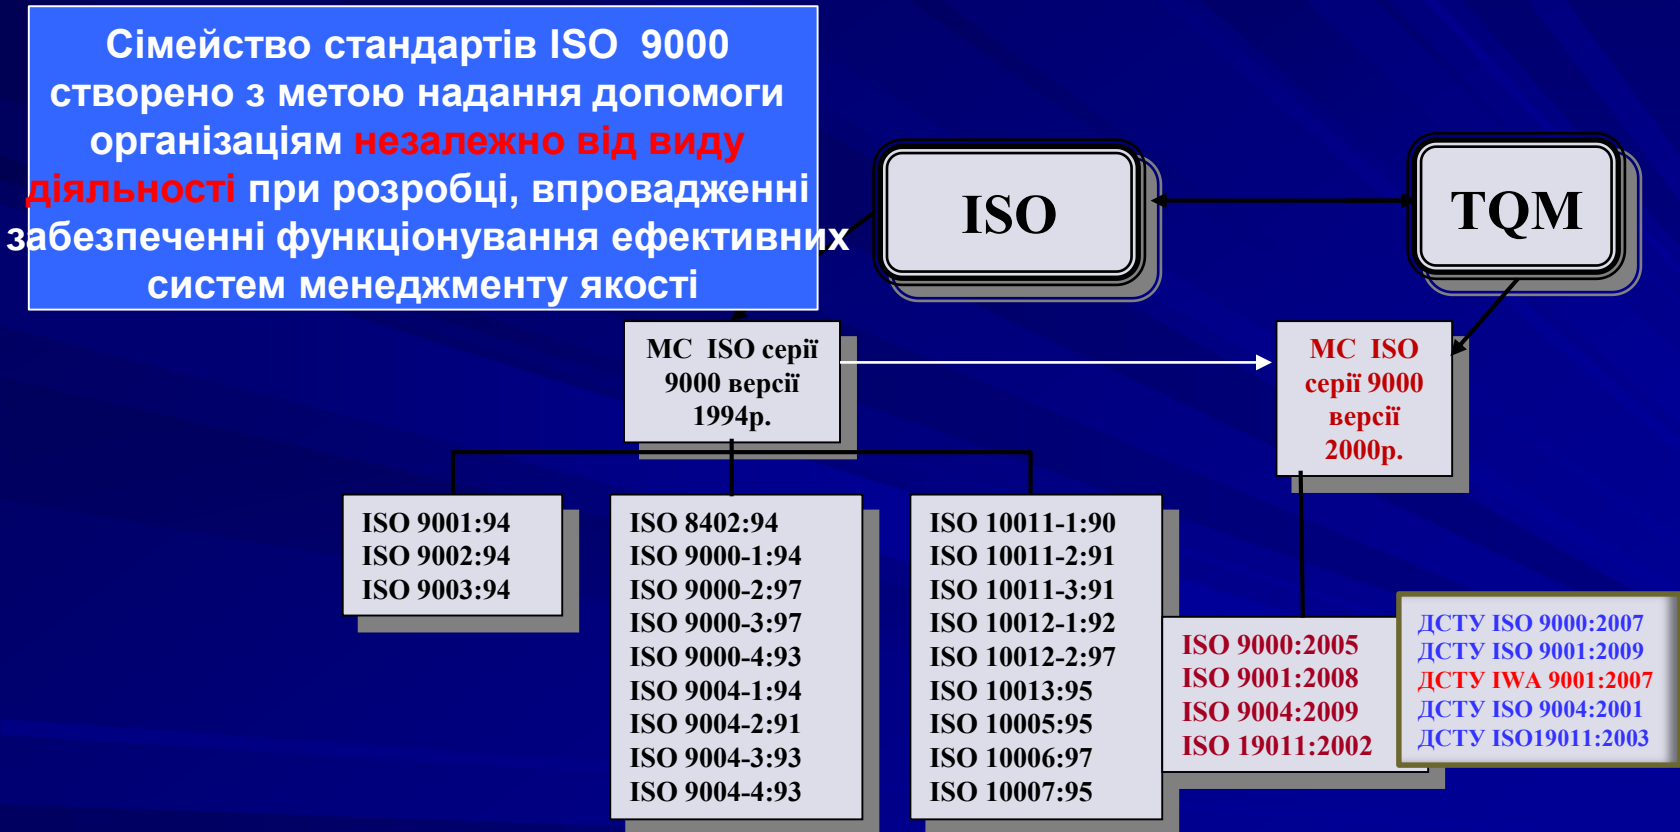 Сімейство стандартів ISO 9000
створено з метою надання допомоги
організаціям незалежно від виду
діяльності при розробці, впровадженні
забезпеченні функціонування ефективних
систем менеджменту якості
ISO
TQM
МС ISO серії
9000 версії
1994р.
МС ISO
серії 9000
версії
2000р.
ISO 9001:94
ISO 9002:94
ISO 9003:94
ISO 8402:94
ISO 9000-1:94
ISO 9000-2:97
ISO 9000-3:97
ISO 9000-4:93
ISO 9004-1:94
ISO 9004-2:91
ISO 9004-3:93
ISO 9004-4:93
ISO 10011-1:90
ISO 10011-2:91
ISO 10011-3:91
ISO 10012-1:92
ISO 10012-2:97
ISO 10013:95
ISO 10005:95
ISO 10006:97
ISO 10007:95
ISO 9000:2005
ISO 9001:2008
ISO 9004:2009
ISO 19011:2002
ДСТУ ISO 9000:2007
ДСТУ ISO 9001:2009
ДСТУ IWA 9001:2007
ДСТУ ISO 9004:2001
ДСТУ ISO19011:2003